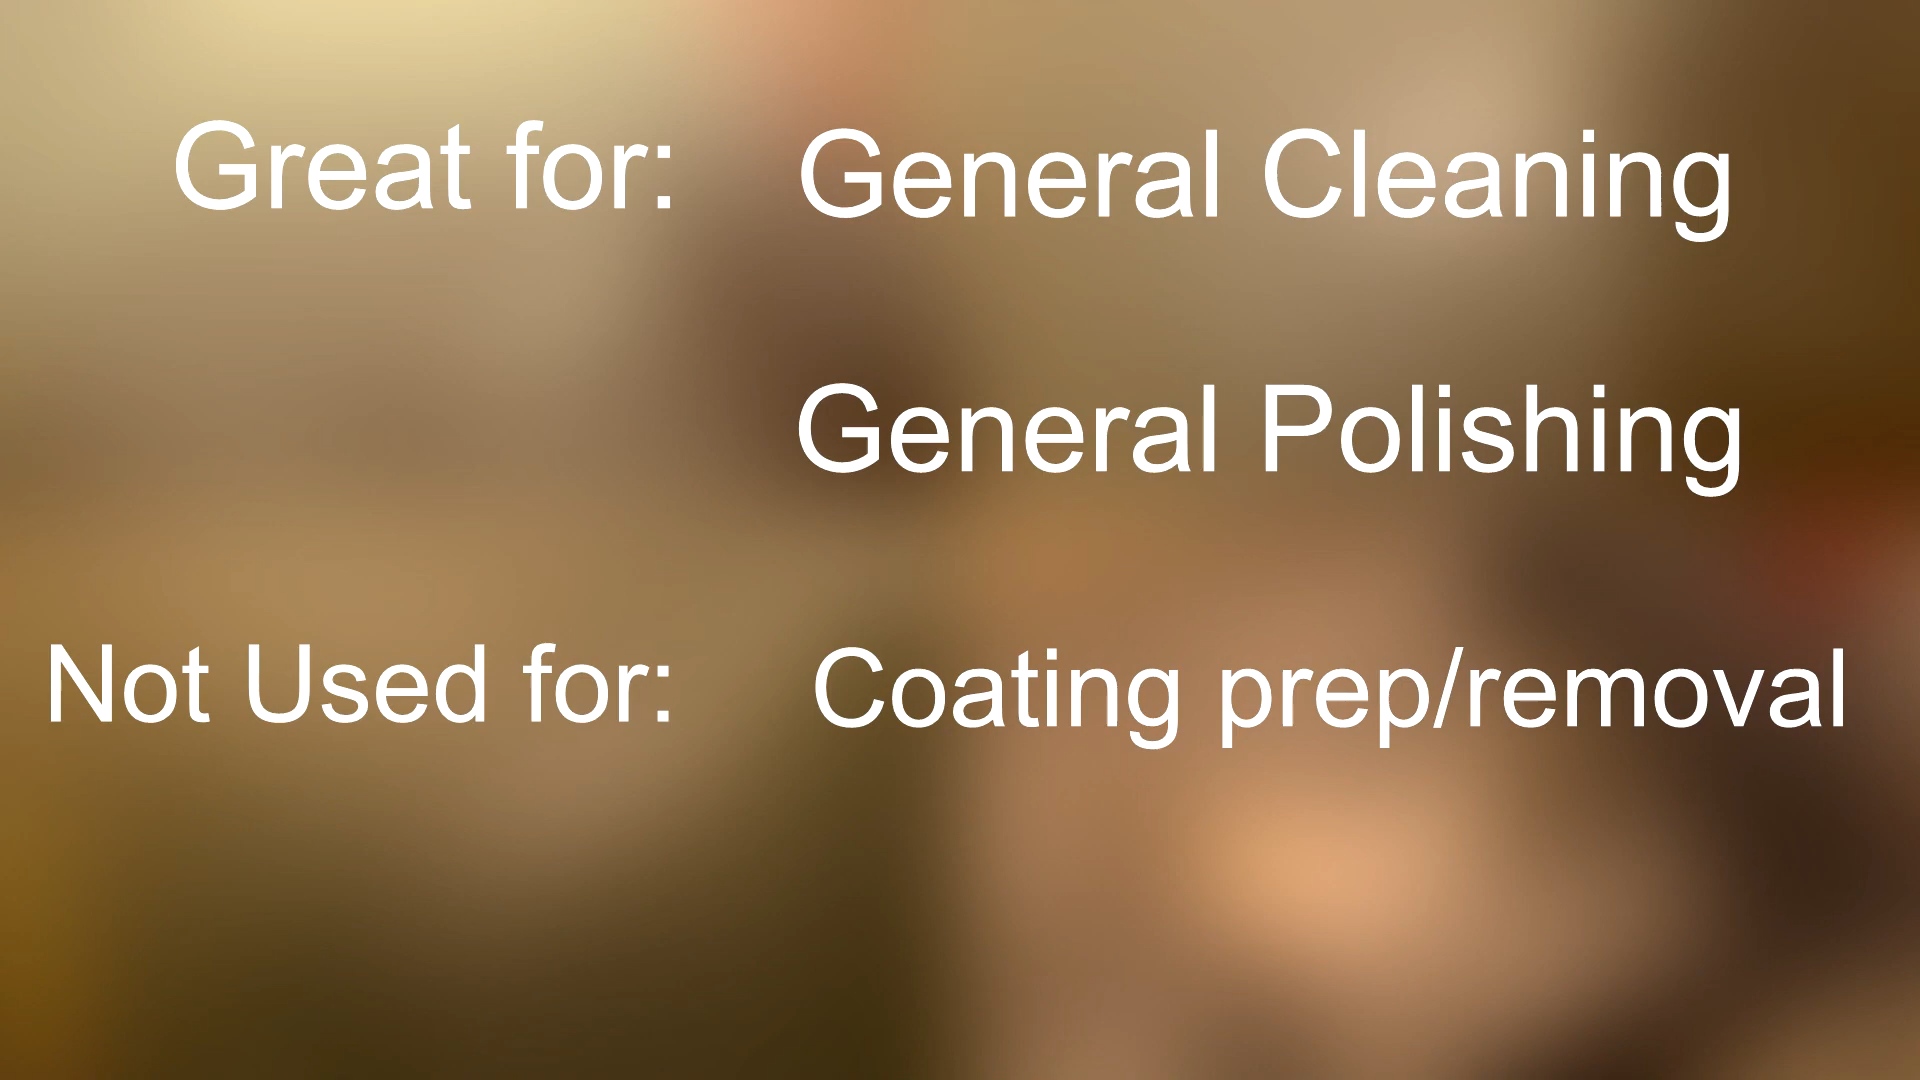 Great for: General Cleaning
General Polishing
Not Used for: Coating prep/removal